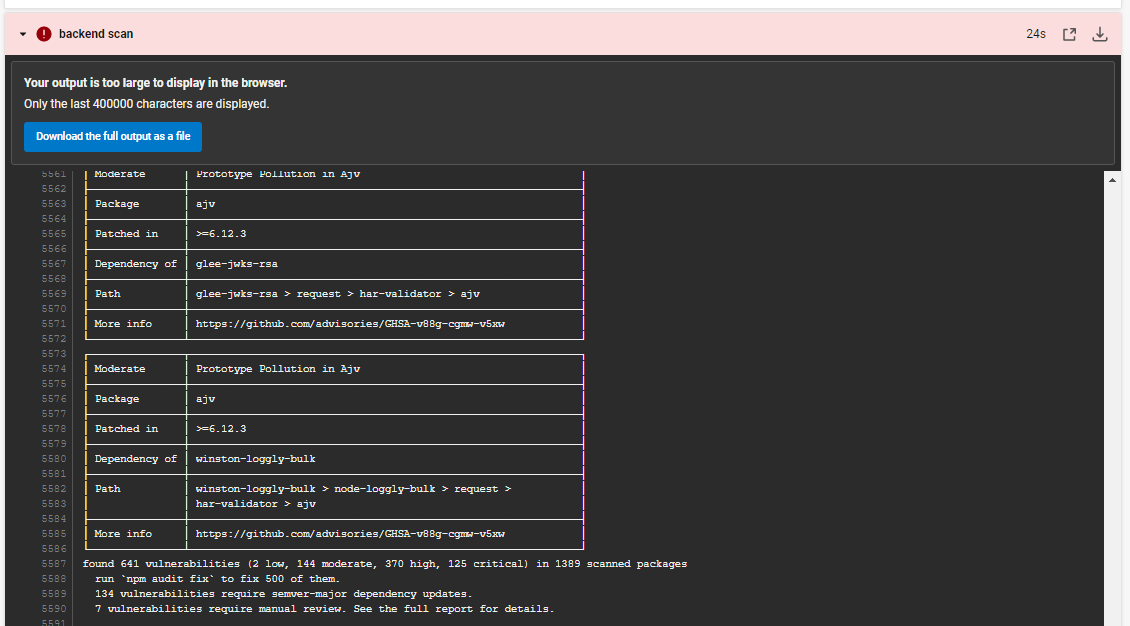 backend scan
24s
Your output is too large to display in the browser.
Only the last 400000 characters are displayed.
Download the full output as a file
5561 Moderate Prototype Pollution in Ajv
5562
5563 Package ajv
5564
5565 Patched in >=6.12.3
5566
5567 Dependency of glee-jwks-rsa
5568
5569 Path glee-jwks-rsa > request > har-validator > ajv
5570
5571 More info https://github.com/advisories/GHSA-v88g-cgmw-v5xw
5572
5573
5574 Moderate Prototype Pollution in Ajv
5575
5576 Package ajv
5577
5578 Patched in >=6.12.3
5579
5580 Dependency of winston-loggly-bulk
5581
5582 Path winston-loggly-bulk > node-loggly-bulk > request >
5583 har-validator > ajv
5584
5585 More info https://github.com/advisories/GHSA-v88g-cgmw-v5xw
5586
5587 found 641 vulnerabilities (2 low, 144 moderate, 370 high, 125 critical) in 1389 scanned packages
5588 run `npm audit fix` to fix 500 of them.
5589 134 vulnerabilities require semver-major dependency updates.
5590 7 vulnerabilities require manual review. See the full report for details.
5591